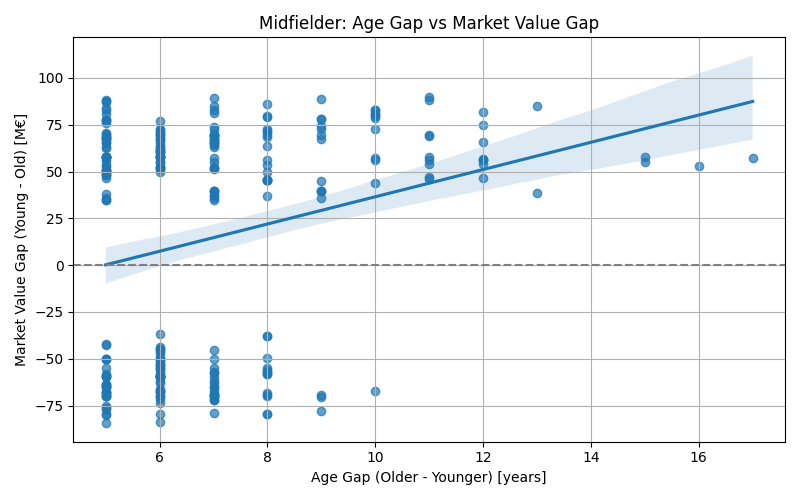 Midfielder: Age Gap vs Market Value Gap
Market Value Gap (Young - Old) [M€]
100
75
50
25
0
−25
−50
−75
6 8 10 12 14 16
Age Gap (Older - Younger) [years]